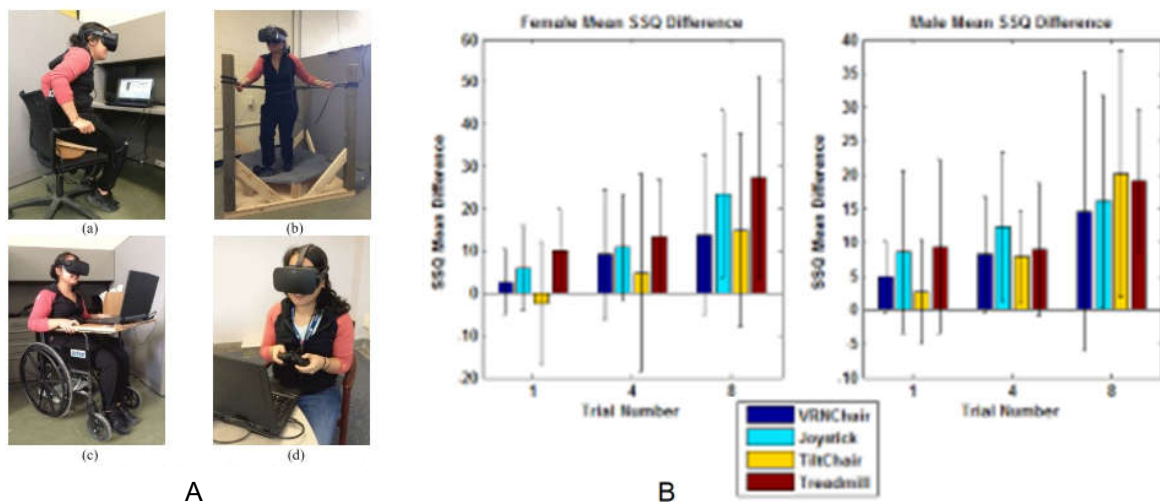 (a)
(b)
(c)
(d)
A
Female Mean SSQ Difference
SSQ Mean Difference
60
50
40
30
20
10
0
-10
-20
1
4
8
Trial Number
Male Mean SSQ Difference
SSQ Mean Difference
40
35
30
25
20
15
10
5
0
-5
-10
1
4
8
Trial Number
VRNChair
Joystick
TiltChair
Treadmill
B